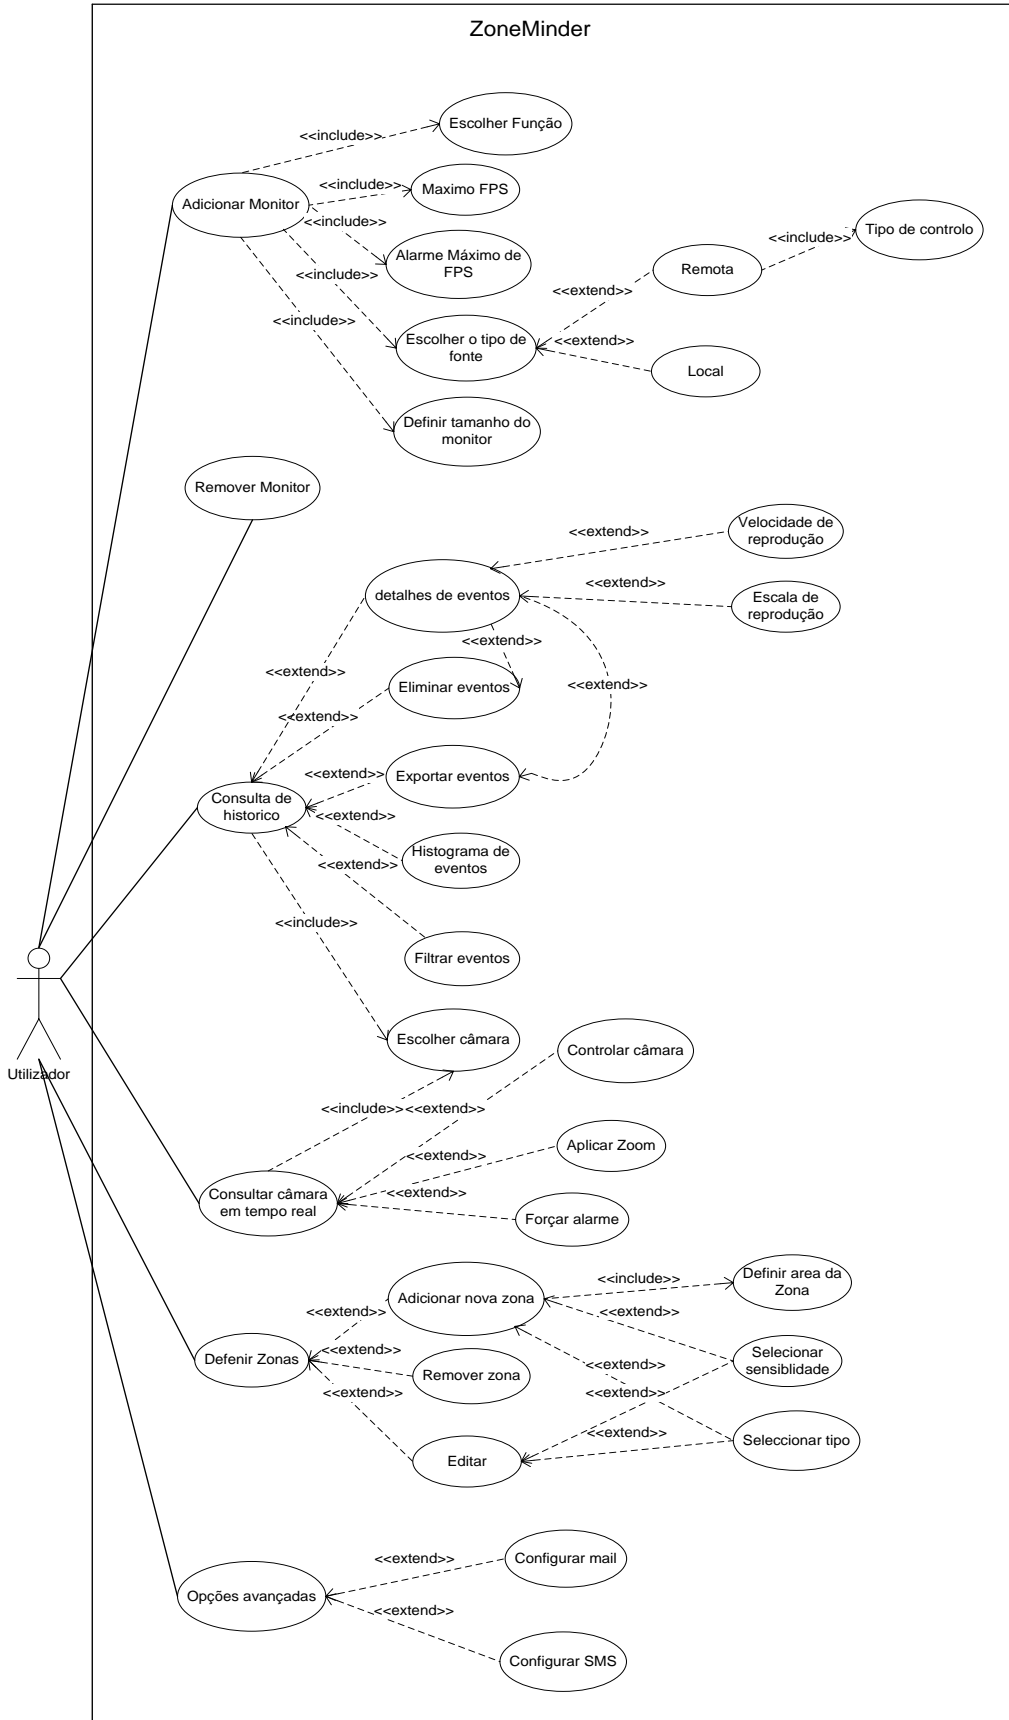 ZoneMinder
Escolher Função
<<include>>
Maximo FPS
<<include>>
Adicionar Monitor
<<include>>
Tipo de controlo
<<include>>
Alarme Máximo de
FPS
<<include>>
Remota
<<extend>>
<<include>>
Escolher o tipo de
fonte
<<extend>>
Local
Definir tamanho do
monitor
Remover Monitor
Velocidade de
reprodução
<<extend>>
detalhes de eventos
<<extend>>
Escala de
reprodução
<<extend>>
<<extend>>
Eliminar eventos
<<extend>>
<<extend>>
Exportar eventos
<<extend>>
Consulta de
historico
Histograma de
eventos
<<extend>>
<<include>>
Filtrar eventos
Escolher câmara
Controlar câmara
Utilizador
<<include>>
<<extend>>
Aplicar Zoom
<<extend>>
<<extend>>
Consultar câmara
em tempo real
Forçar alarme
Adicionar nova zona
<<include>>
Definir area da
Zona
<<extend>>
<<extend>>
Defenir Zonas
Remover zona
<<extend>>
Selecionar
sensiblidade
<<extend>>
<<extend>>
<<extend>>
Seleccionar tipo
Editar
<<extend>>
Configurar mail
Opções avançadas
<<extend>>
Configurar SMS